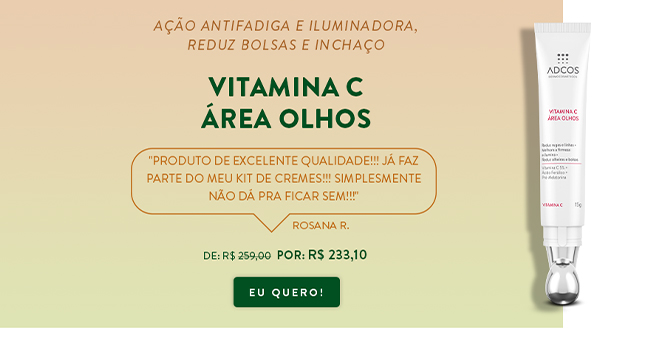 AÇÃO ANTIFADIGA E ILUMINADORA,
REDUZ BOLSAS E INCHAÇO
VITAMINA C
ÁREA OLHOS
"PRODUTO DE EXCELENTE QUALIDADE!!! JÁ FAZ
PARTE DO MEU KIT DE CREMES!!! SIMPLESMENTE
NÃO DÁ PRA FICAR SEM!!!"
ROSANA R.
DE: R$ 259,00 POR: R$ 233,10
EU QUERO!
ADCOS
VITAMINA C
ÁREA OLHOS
VITAMINA C 15g